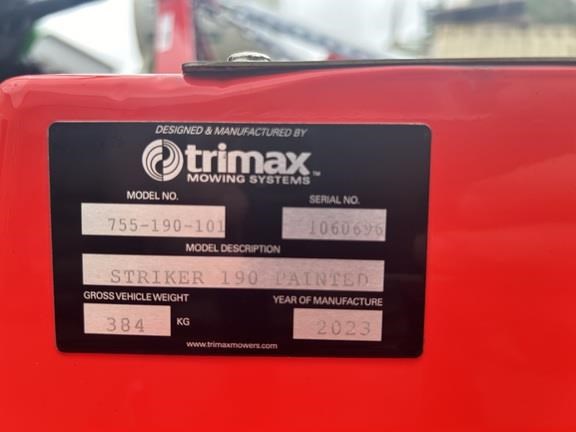 DESIGNED & MANUFACTURED BY
trimax
MOWING SYSTEMS™
MODEL NO. SERIAL NO.
755-190-101 1060696
MODEL DESCRIPTION
STRIKER 190 PAINTED
GROSS VEHICLE WEIGHT YEAR OF MANUFACTURE
384 KG 2023
www.trimaxmowers.com